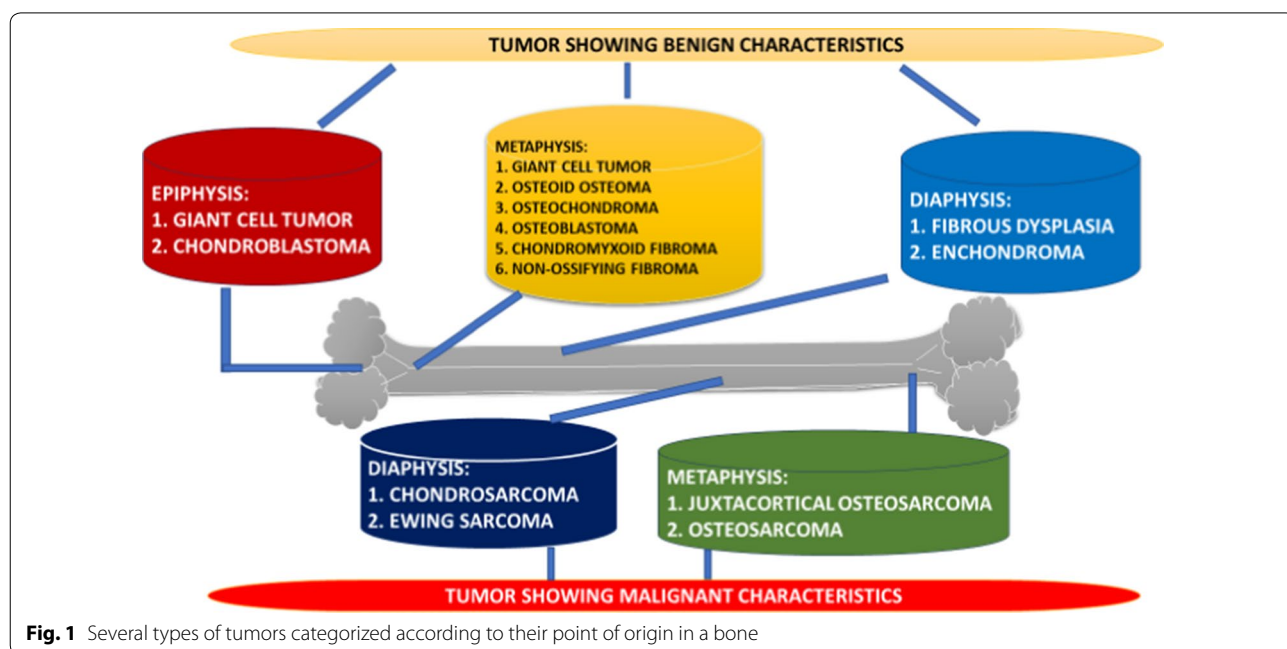 TUMOR SHOWING BENIGN CHARACTERISTICS
EPIPHYSIS:
1. GIANT CELL TUMOR
2. CHONDROBLASTOMA
METAPHYSIS:
1. GIANT CELL TUMOR
2. OSTEOID OSTEOMA
3. OSTEOCHONDROMA
4. OSTEOBLASTOMA
5. CHONDROMYXOID FIBROMA
6. NON-OSSIFYING FIBROMA
DIAPHYSIS:
1. FIBROUS DYSPLASIA
2. ENCHONDROMA
DIAPHYSIS:
1. CHONDROSARCOMA
2. EWING SARCOMA
METAPHYSIS:
1. JUXTACORTICAL OSTEOSARCOMA
2. OSTEOSARCOMA
TUMOR SHOWING MALIGNANT CHARACTERISTICS
Fig. 1 Several types of tumors categorized according to their point of origin in a bone